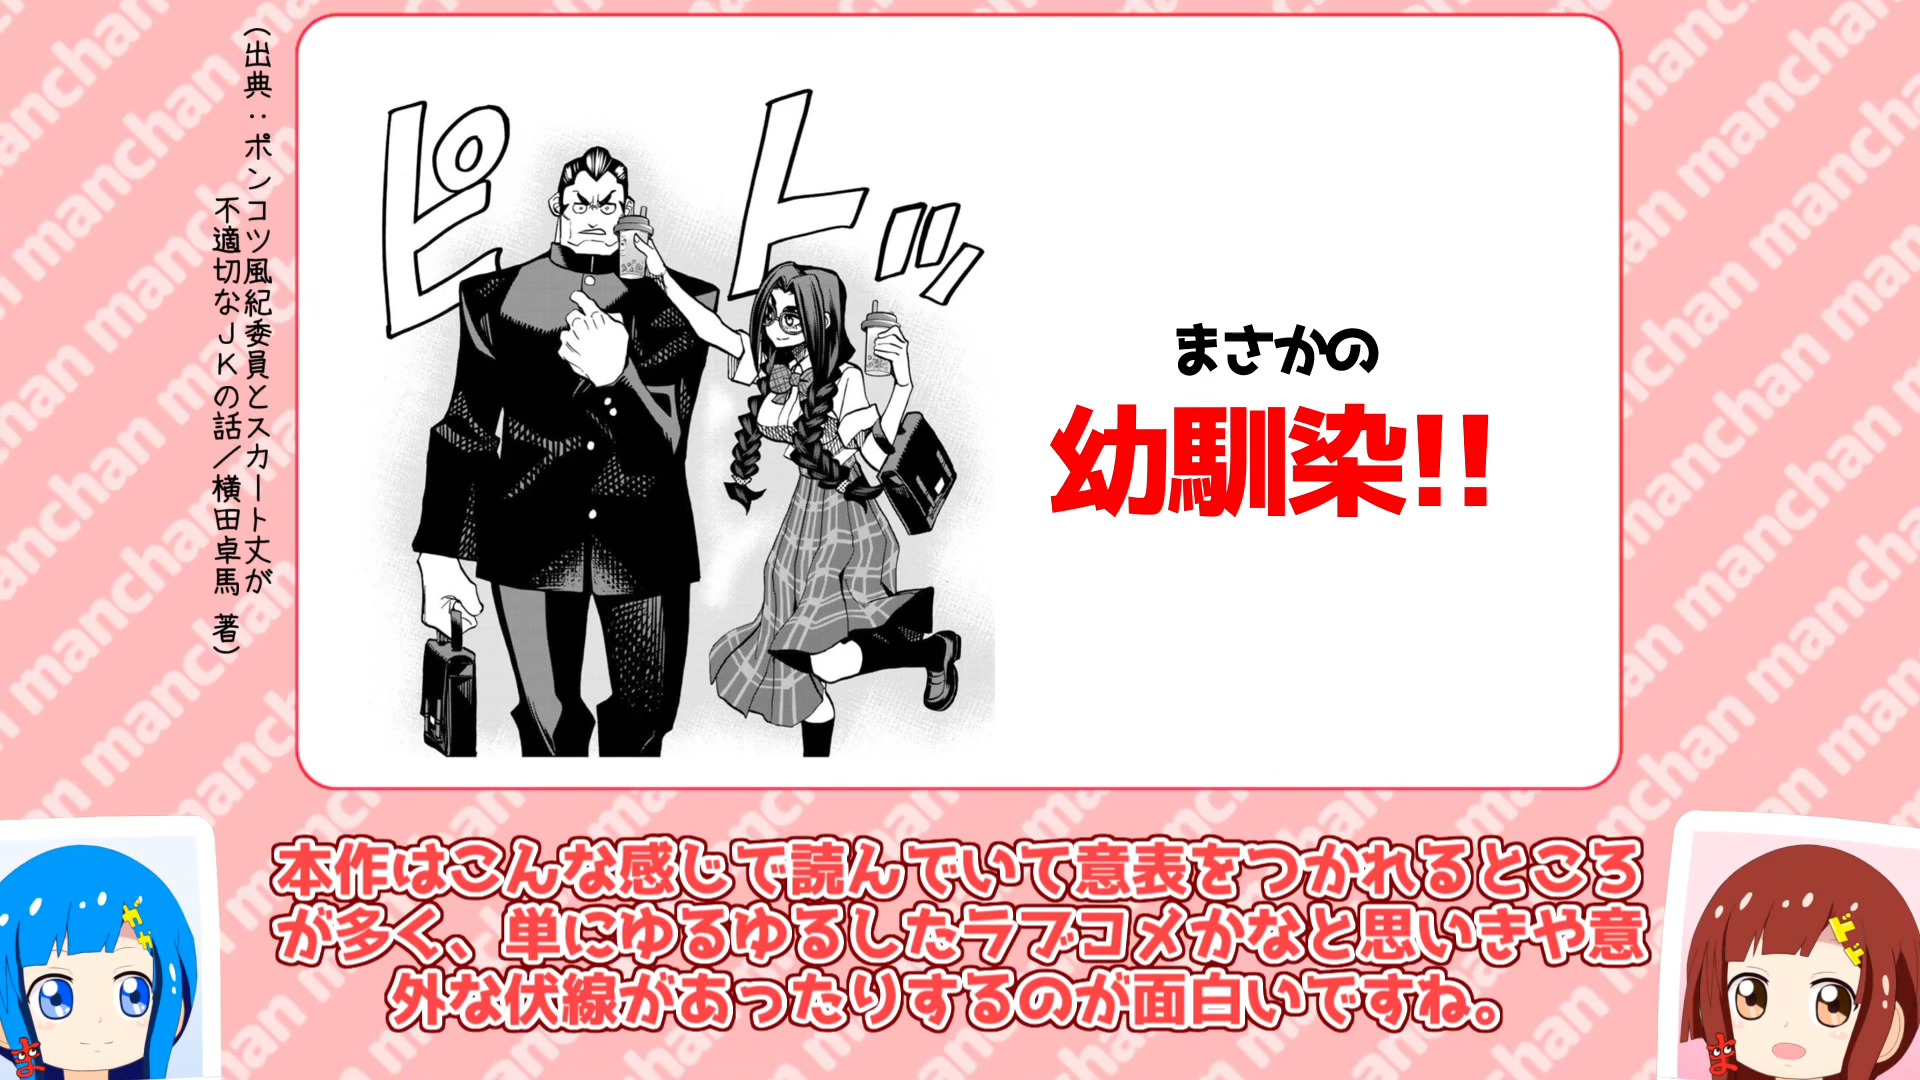 (出典：ポンコツ風紀委員とスカート丈が
不適切なJKの話／横田卓馬 著)
ピトッ
まさかの
幼馴染!!
本作はこんな感じで読んでいて意表をつかれるところ
が多く、単にゆるゆるしたラブコメかなと思いきや意
外な伏線があったりするのが面白いですね。
manchan manchan manchan
ま
ま